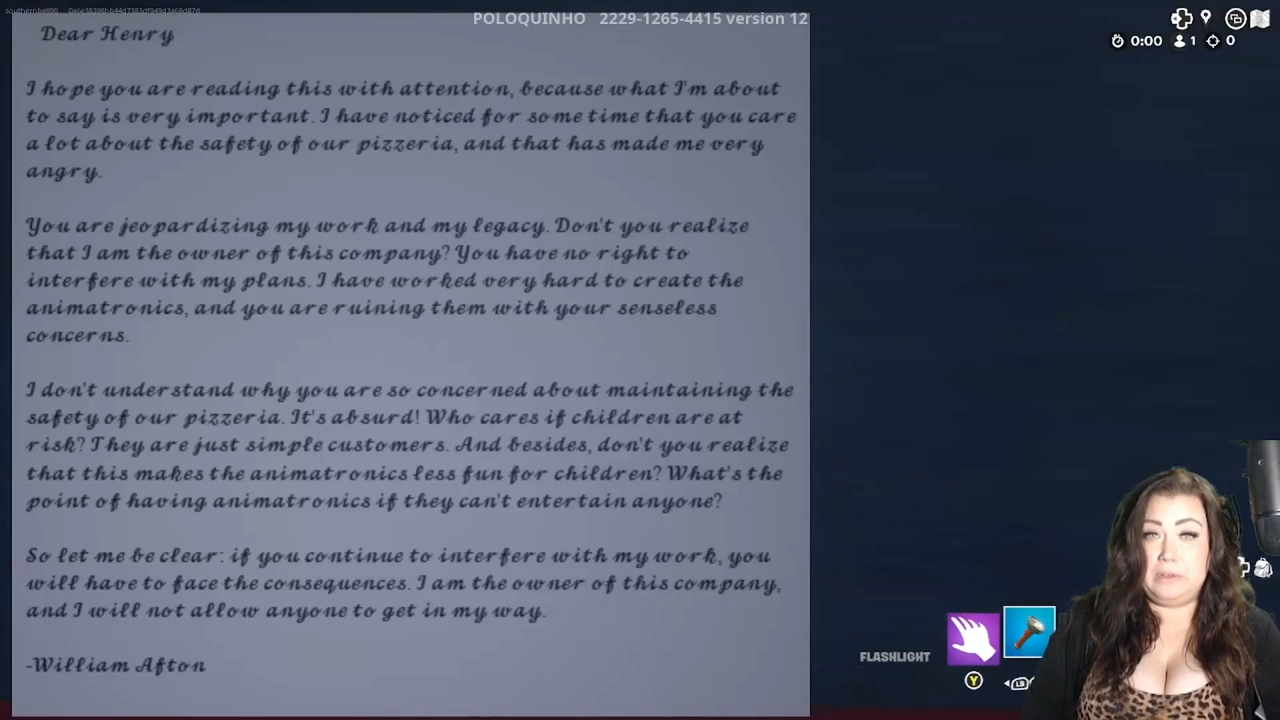 southernbell90 0a6e38395bb44d7383df949d3a68d87d
POLOQUINHO 2229-1265-4415 version 12
0:00 1 0
Dear Henry
I hope you are reading this with attention, because what I'm about
to say is very important. I have noticed for some time that you care
a lot about the safety of our pizzeria, and that has made me very
angry.
You are jeopardizing my work and my legacy. Don't you realize
that I am the owner of this company? You have no right to
interfere with my plans. I have worked very hard to create the
animatronics, and you are ruining them with your senseless
concerns.
I don't understand why you are so concerned about maintaining the
safety of our pizzeria. It's absurd! Who cares if children are at
risk? They are just simple customers. And besides, don't you realize
that this makes the animatronics less fun for children? What's the
point of having animatronics if they can't entertain anyone?
So let me be clear: if you continue to interfere with my work, you
will have to face the consequences. I am the owner of this company,
and I will not allow anyone to get in my way.
-William Afton
FLASHLIGHT
Y LB